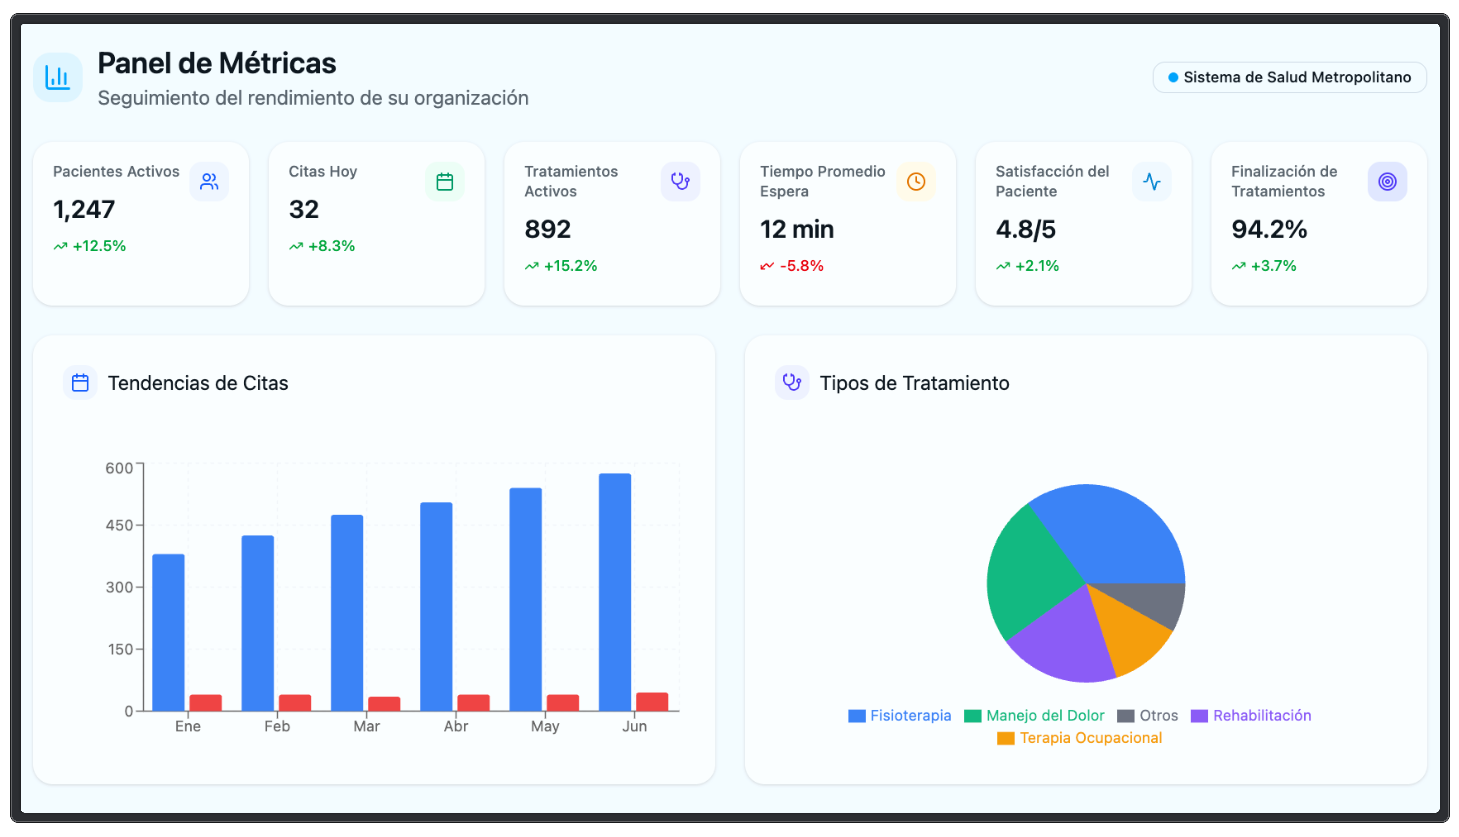 Panel de Métricas
Seguimiento del rendimiento de su organización
Sistema de Salud Metropolitano
Pacientes Activos
1,247
+12.5%
Citas Hoy
32
+8.3%
Tratamientos
Activos
892
+15.2%
Tiempo Promedio
Espera
12 min
-5.8%
Satisfacción del
Paciente
4.8/5
+2.1%
Finalización de
Tratamientos
94.2%
+3.7%
Tendencias de Citas
600
450
300
150
0
Ene Feb Mar Abr May Jun
Tipos de Tratamiento
Fisioterapia Manejo del Dolor Otros Rehabilitación
Terapia Ocupacional